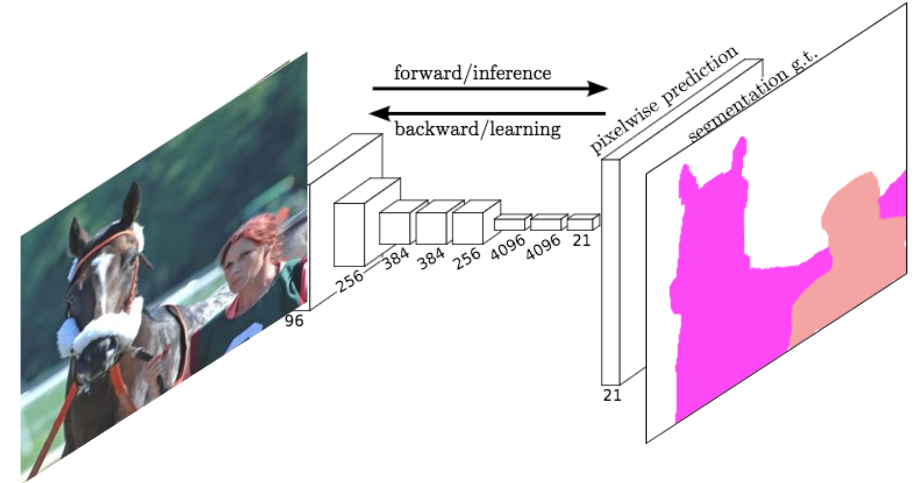 forward/inference
backward/learning
pixelwise prediction
segmentation g.t.
96
256
384
384
256
4096
4096
21
21